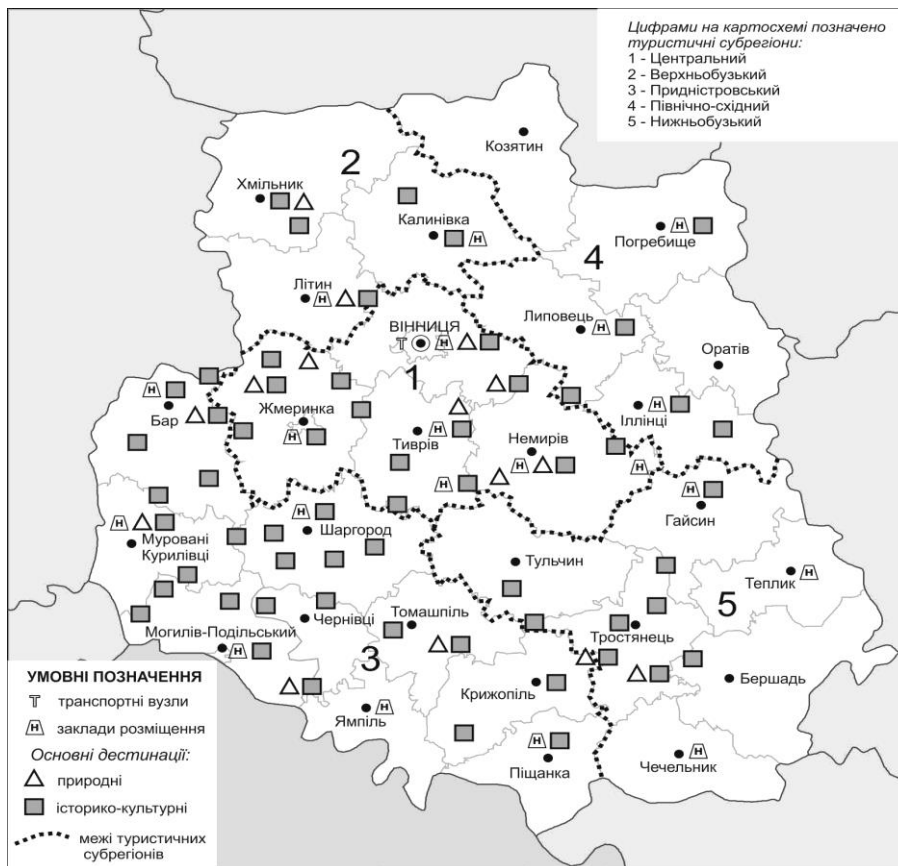 Цифрами на картосхемі позначено
туристичні субрегіони:
1 - Центральний
2 - Верхньобузький
3 - Придністровський
4 - Північно-східний
5 - Нижньобузький
Козятин
2
Хмільник
Калинівка
Погребище
4
Літин
ВІННИЦЯ
Т
Н
Липовець
Оратів
1
Бар
Жмеринка
Тиврів
Немирів
Іллінці
Гайсин
Шаргород
Муровані
Курилівці
Тульчин
Теплик
5
Могилів-Подільський
Чернівці
Томашпіль
Тростянець
3
Крижопіль
Бершадь
Ямпіль
Піщанка
Чечельник
УМОВНІ ПОЗНАЧЕННЯ
Т транспортні вузли
Н заклади розміщення
Основні дестинації:
природні
історико-культурні
межі туристичних
субрегіонів